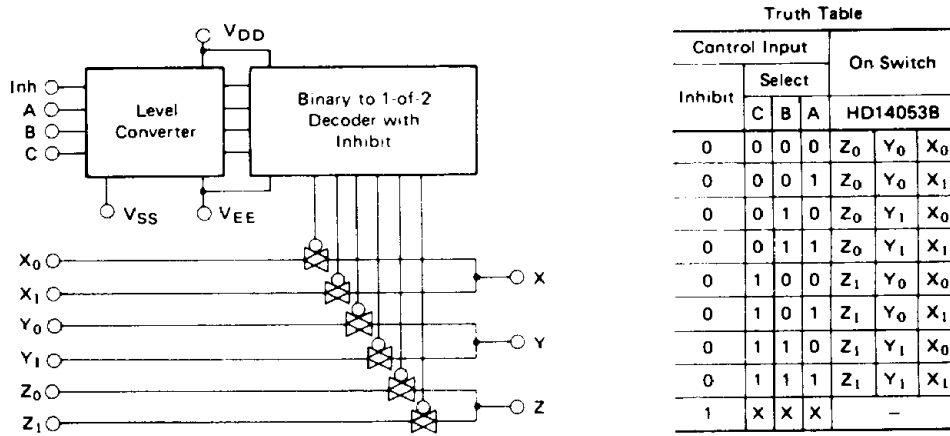 VDD
Inh
A
B
C
Level
Converter
Binary to 1-of-2
Decoder with
Inhibit
VSS
VEE
X0
X1
Y0
Y1
Z0
Z1
X
Y
Z
Truth Table
Control Input
On Switch
Inhibit
Select
C B A
HD14053B
0 0 0 0 Z0 Y0 X0
0 0 0 1 Z0 Y0 X1
0 0 1 0 Z0 Y1 X0
0 0 1 1 Z0 Y1 X1
0 1 0 0 Z1 Y0 X0
0 1 0 1 Z1 Y0 X1
0 1 1 0 Z1 Y1 X0
0 1 1 1 Z1 Y1 X1
1 X X X –